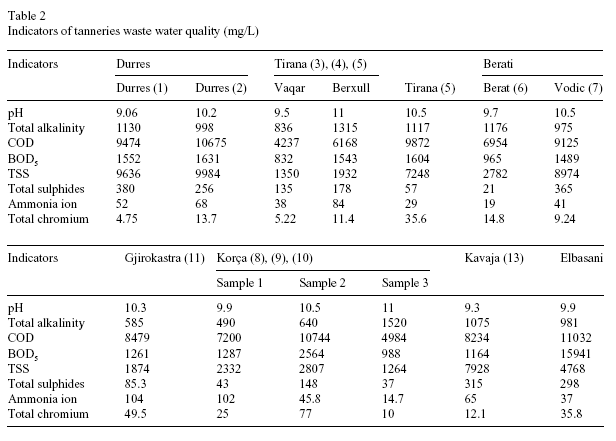 Table 2
Indicators of tanneries waste water quality (mg/L)
Indicators Durres Tirana (3), (4), (5) Berati
Durres (1) Durres (2) Vaqar Berxull Tirana (5) Berat (6) Vodic (7)
pH 9.06 10.2 9.5 11 10.5 9.7 10.5
Total alkalinity 1130 998 836 1315 1117 1176 975
COD 9474 10675 4237 6168 9872 6954 9125
BOD₅ 1552 1631 832 1543 1604 965 1489
TSS 9636 9984 1350 1932 7248 2782 8974
Total sulphides 380 256 135 178 57 21 365
Ammonia ion 52 68 38 84 29 19 41
Total chromium 4.75 13.7 5.22 11.4 35.6 14.8 9.24
Indicators Gjirokastra (11) Korça (8), (9), (10) Kavaja (13) Elbasani
Sample 1 Sample 2 Sample 3
pH 10.3 9.9 10.5 11 9.3 9.9
Total alkalinity 585 490 640 1520 1075 981
COD 8479 7200 10744 4984 8234 11032
BOD₅ 1261 1287 2564 988 1164 15941
TSS 1874 2332 2807 1264 7928 4768
Total sulphides 85.3 43 148 37 315 298
Ammonia ion 104 102 45.8 14.7 65 37
Total chromium 49.5 25 77 10 12.1 35.8